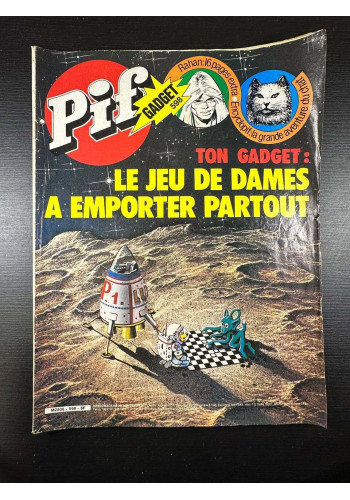 Pif
GADGET
598
Rahan: 16 pages extra
Encyclopif: la grande aventure du chat
TON GADGET :
LE JEU DE DAMES
A EMPORTER PARTOUT
P1